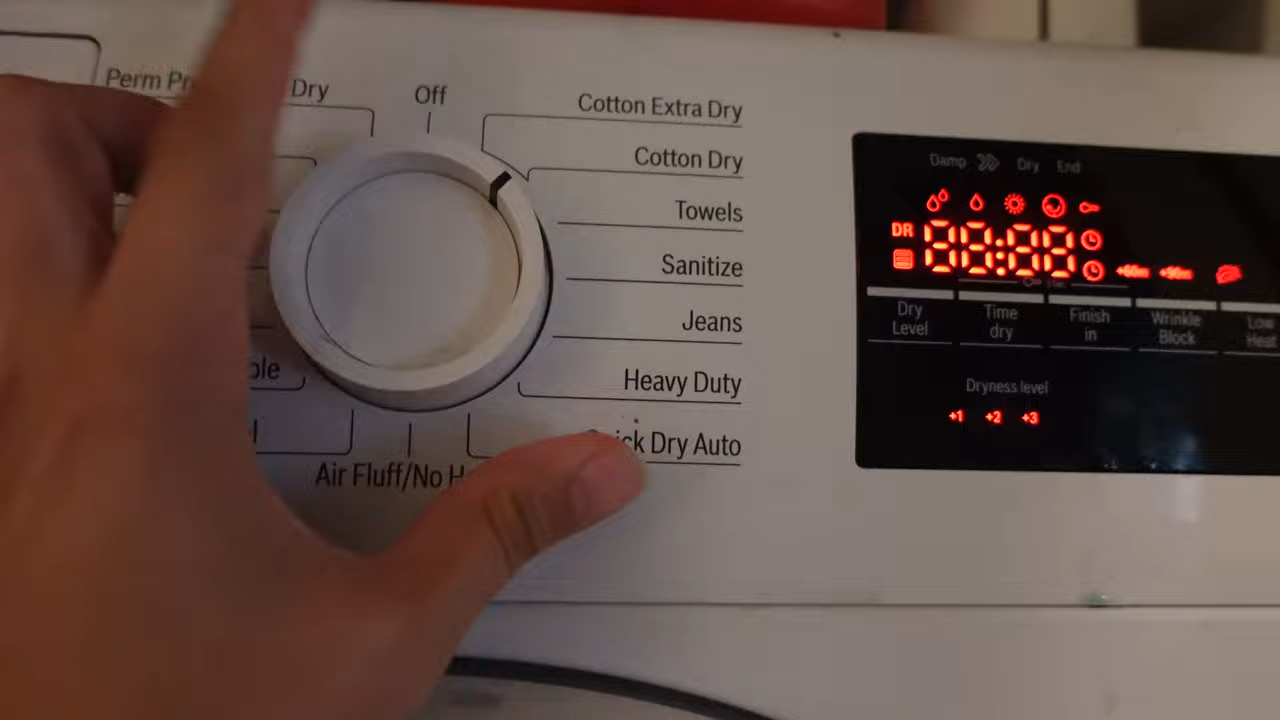 Perm
Dry
Off
Cotton Extra Dry
Cotton Dry
Towels
Sanitize
Jeans
Heavy Duty
Dry Auto
Air Fluff/No
Damp Dry End
DR 88:88
+60m +90m
Dry Level
Time dry
Finish in
Wrinkle Block
Low Heat
Dryness level
+1 +2 +3